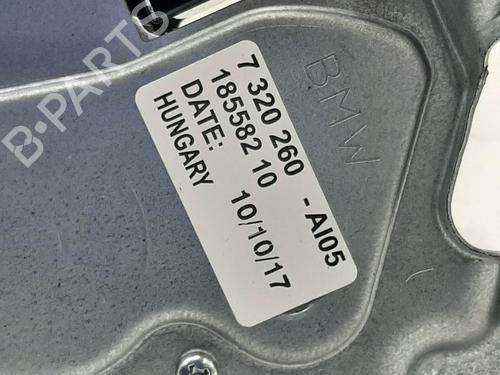 B-PARTS
BMW
7 320 260 - AI05
185582 10
DATE: 10/10/17
HUNGARY